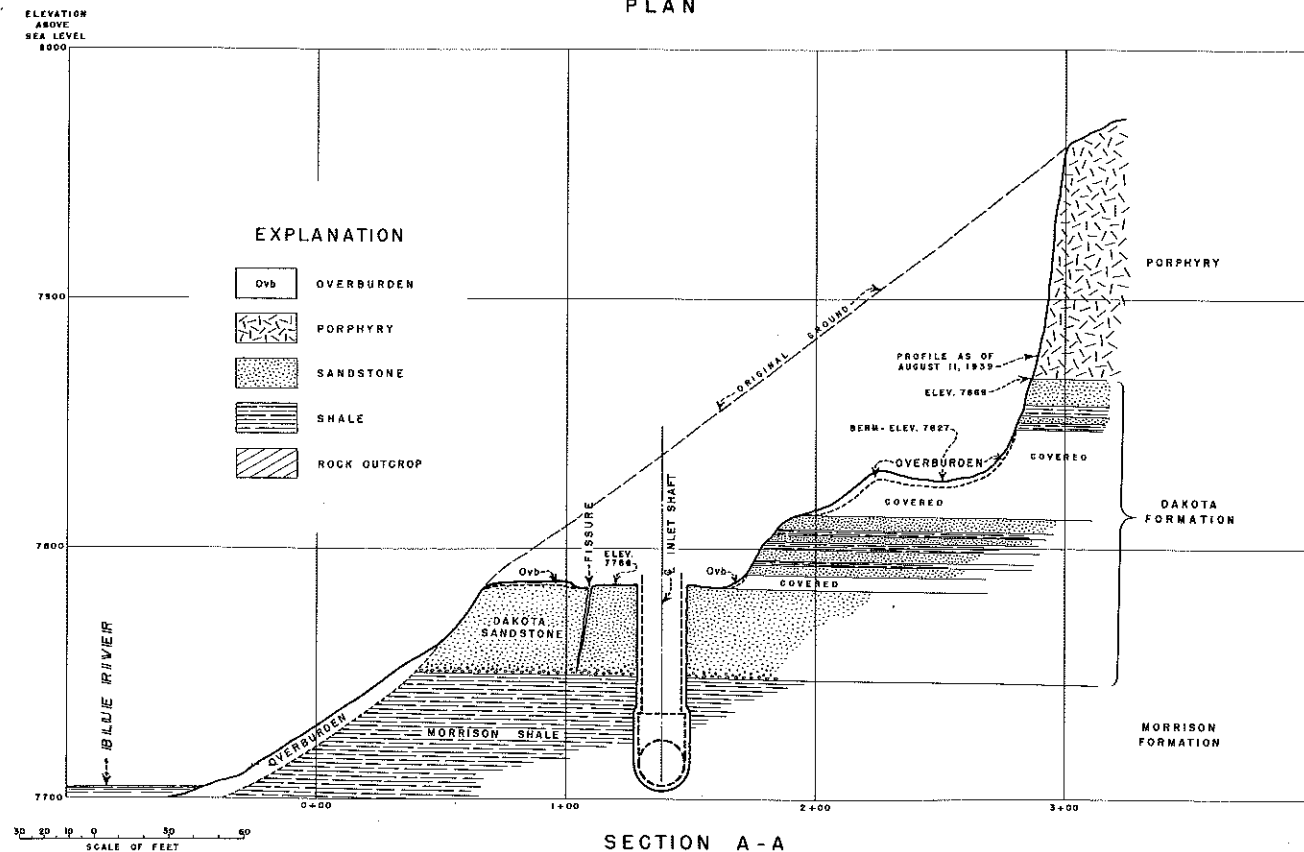 PLAN
ELEVATION
ABOVE
SEA LEVEL
8000
7900
7800
7700
EXPLANATION
Ovb OVERBURDEN
PORPHYRY
SANDSTONE
SHALE
ROCK OUTCROP
ORIGINAL GROUND
PORPHYRY
PROFILE AS OF
AUGUST 11, 1939
ELEV. 7868
BERM-ELEV. 7827
OVERBURDEN
COVERED
COVERED
DAKOTA
FORMATION
FISSURE
INLET SHAFT
Ovb
ELEV.
7786
Ovb
COVERED
DAKOTA
SANDSTONE
BLUE RIVER
OVERBURDEN
MORRISON SHALE
MORRISON
FORMATION
0+00
1+00
2+00
3+00
30 20 10 0 30 60
SCALE OF FEET
SECTION A-A